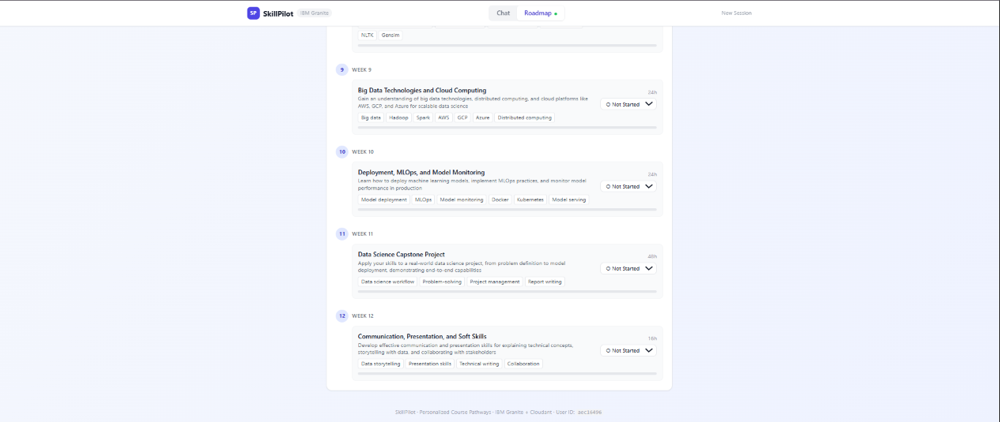 SP SkillPilot IBM Granite Chat Roadmap New Session
NLTK Gensim
9 WEEK 9
Big Data Technologies and Cloud Computing
24h
Gain an understanding of big data technologies, distributed computing, and cloud platforms like
AWS, GCP, and Azure for scalable data science
Not Started
Big data Hadoop Spark AWS GCP Azure Distributed computing
10 WEEK 10
Deployment, MLOps, and Model Monitoring
24h
Learn how to deploy machine learning models, implement MLOps practices, and monitor model
performance in production
Not Started
Model deployment MLOps Model monitoring Docker Kubernetes Model serving
11 WEEK 11
Data Science Capstone Project
48h
Apply your skills to a real-world data science project, from problem definition to model
deployment, demonstrating end-to-end capabilities
Not Started
Data science workflow Problem-solving Project management Report writing
12 WEEK 12
Communication, Presentation, and Soft Skills
16h
Develop effective communication and presentation skills for explaining technical concepts,
storytelling with data, and collaborating with stakeholders
Not Started
Data storytelling Presentation skills Technical writing Collaboration
SkillPilot · Personalized Course Pathways · IBM Granite + Cloudant · User ID: aec16496